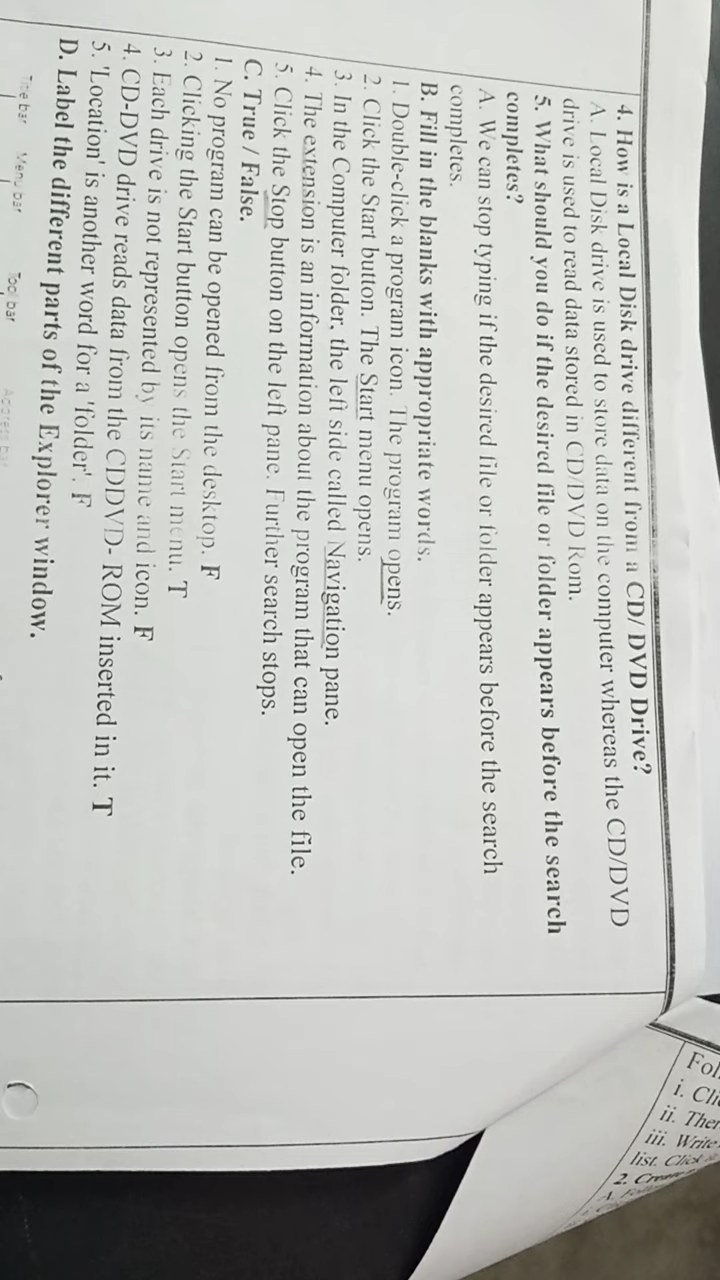 4. How is a Local Disk drive different from a CD/ DVD Drive?
A. Local Disk drive is used to store data on the computer whereas the CD/DVD
drive is used to read data stored in CD/DVD Rom.
5. What should you do if the desired file or folder appears before the search
completes?
A. We can stop typing if the desired file or folder appears before the search
completes.
B. Fill in the blanks with appropriate words.
1. Double-click a program icon. The program opens.
2. Click the Start button. The Start menu opens.
3. In the Computer folder, the left side called Navigation pane.
4. The extension is an information about the program that can open the file.
5. Click the Stop button on the left pane. Further search stops.
C. True / False.
1. No program can be opened from the desktop. F
2. Clicking the Start button opens the Start menu. T
3. Each drive is not represented by its name and icon. F
4. CD-DVD drive reads data from the CDDVD- ROM inserted in it. T
5. 'Location' is another word for a 'folder'. F
D. Label the different parts of the Explorer window.
Title bar Menu bar Tool bar Address bar
i.
ii.
iii. Write
list. Click
2.
A.